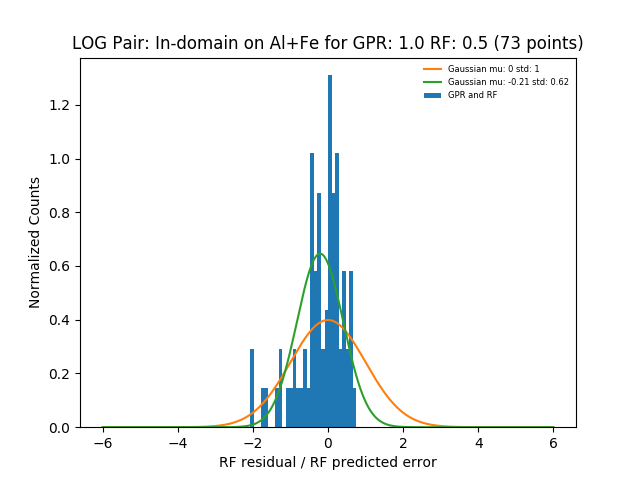 LOG Pair: In-domain on Al+Fe for GPR: 1.0 RF: 0.5 (73 points)
Gaussian mu: 0 std: 1
Gaussian mu: -0.21 std: 0.62
GPR and RF
Normalized Counts
1.2
1.0
0.8
0.6
0.4
0.2
0.0
−6 −4 −2 0 2 4 6
RF residual / RF predicted error